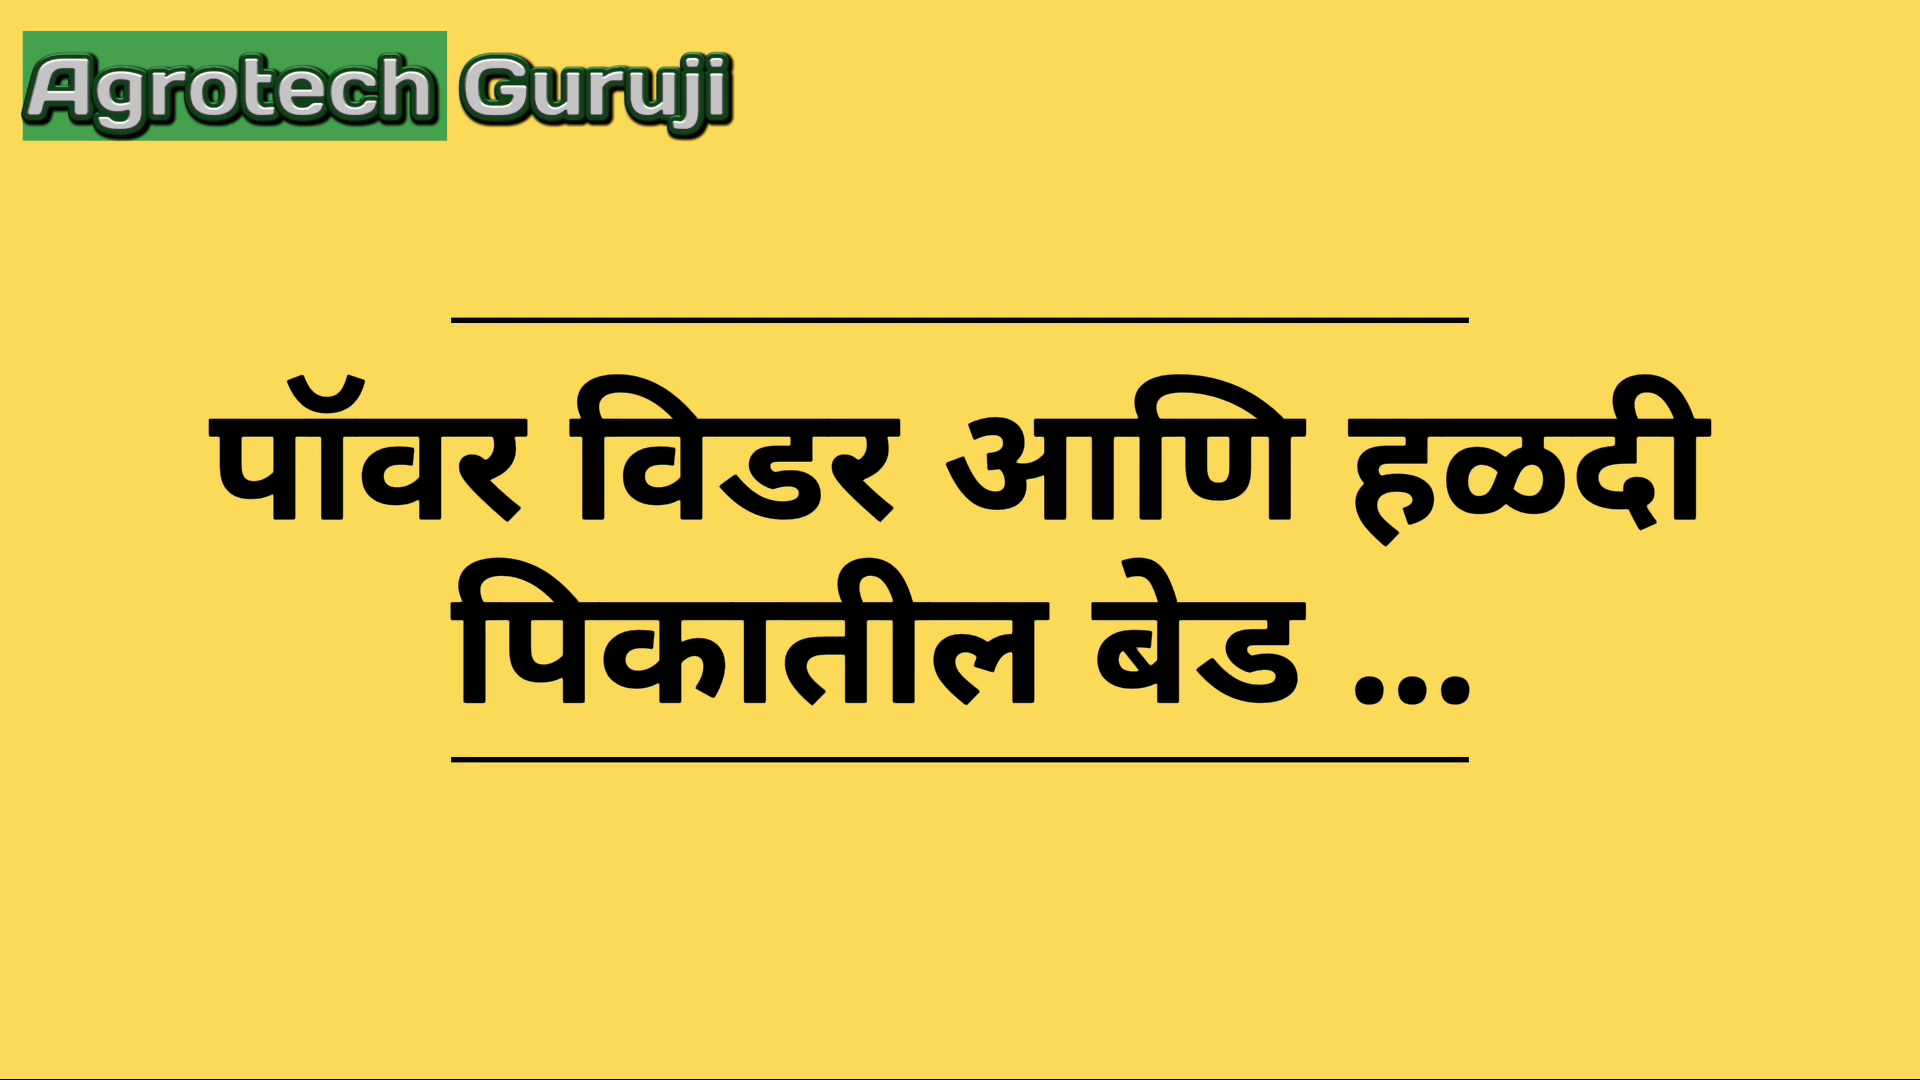 Agrotech Guruji
पॉवर विडर आणि हळदी
पिकातील बेड ...